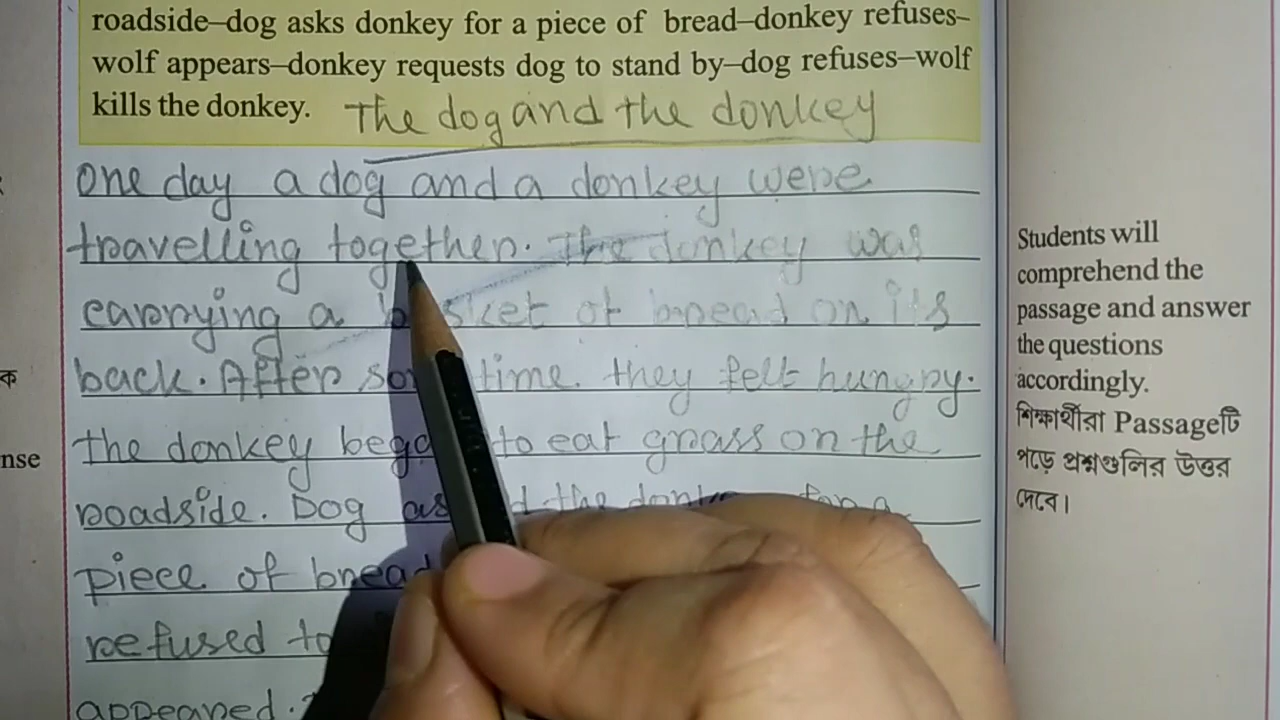 roadside–dog asks donkey for a piece of bread–donkey refuses–
wolf appears–donkey requests dog to stand by–dog refuses–wolf
kills the donkey. The dog and the donkey
One day a dog and a donkey were
travelling together. The donkey was
carrying a basket of bread on its
back. After some time they felt hungry.
the donkey began to eat grass on the
roadside. Dog asked the donkey for a
piece of bread
refused to
appeared.
nse
ক
Students will
comprehend the
passage and answer
the questions
accordingly.
শিক্ষার্থীরা Passageটি
পড়ে প্রশ্নগুলির উত্তর
দেবে।